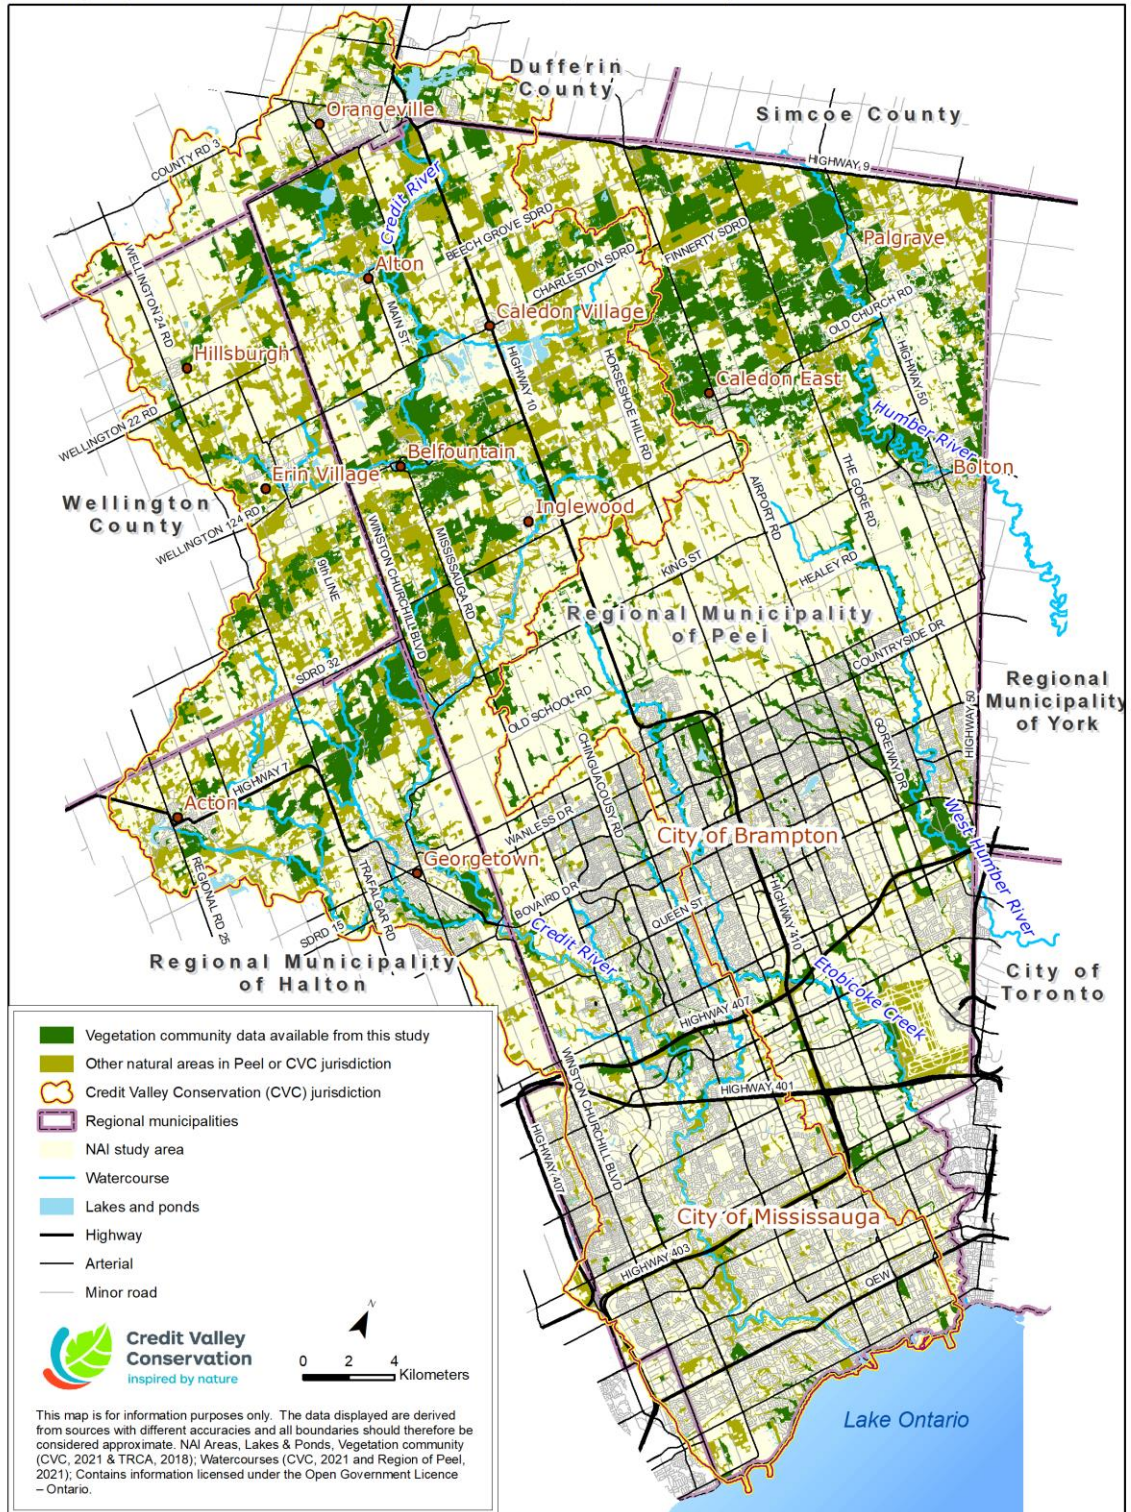 Dufferin
County
Simcoe County
Orangeville
COUNTY RD 3
HIGHWAY, 9
Credit River
BEECH GROVE SDRD
Palgrave
FINNERTY SDRD
WELLINGTON 24 RD
Alton
CHARLESTON SDRD
MAIN ST.
Caledon Village
OLD CHURCH RD
Hillsburgh
HIGHWAY 10
HORSESHOE HILL RD
HIGHWAY 50
Caledon East
WELLINGTON 22 RD
Humber River
Belfountain
Bolton
Erin Village
THE GORE RD
Wellington
County
AIRPORT RD
Inglewood
WELLINGTON 124 RD
WINSTON CHURCHILL BLVD
MISSISSAUGA RD
9th LINE
KING ST
HEALEY RD
Regional Municipality
of Peel
COUNTRYSIDE DR
SDRD 32
Regional
Municipality
of York
OLD SCHOOL RD
HIGHWAY 50
CHINGUACOUSY RD
GOREWAY DR
HIGHWAY 7
Acton
WANLESS DR
City of Brampton
West Humber River
Georgetown
REGIONAL RD 25
TRAFALGAR RD
BOVAIRD DR
QUEEN ST
HIGHWAY 410
SDRD 15
Credit River
Regional Municipality
of Halton
Etobicoke Creek
City of
Toronto
HIGHWAY 407
WINSTON CHURCHILL BLVD
HIGHWAY 401
HIGHWAY 407
City of Mississauga
HIGHWAY 403
QEW
Lake Ontario
Vegetation community data available from this study
Other natural areas in Peel or CVC jurisdiction
Credit Valley Conservation (CVC) jurisdiction
Regional municipalities
NAI study area
Watercourse
Lakes and ponds
Highway
Arterial
Minor road
N
Credit Valley
Conservation
inspired by nature
0 2 4
Kilometers
This map is for information purposes only. The data displayed are derived
from sources with different accuracies and all boundaries should therefore be
considered approximate. NAI Areas, Lakes & Ponds, Vegetation community
(CVC, 2021 & TRCA, 2018); Watercourses (CVC, 2021 and Region of Peel,
2021); Contains information licensed under the Open Government Licence
– Ontario.